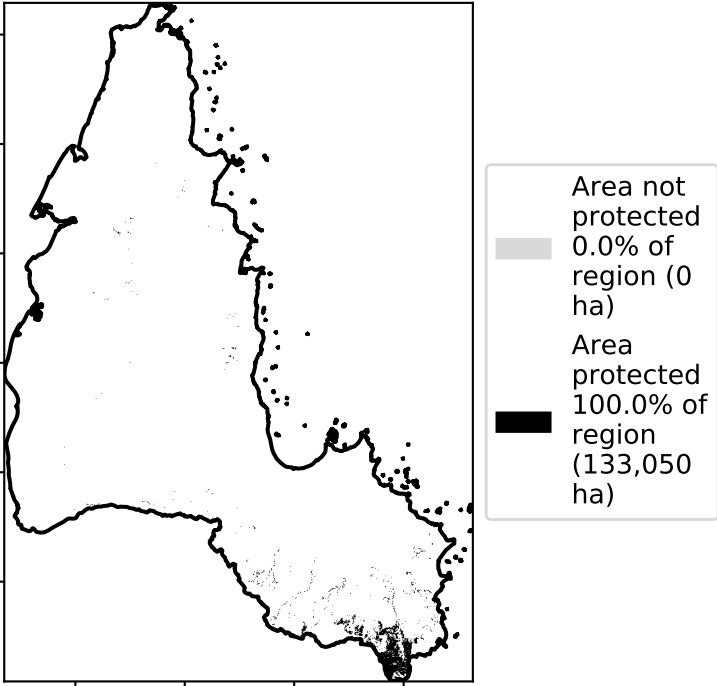 Area not
protected
0.0% of
region (0
ha)
Area
protected
100.0% of
region
(133,050
ha)